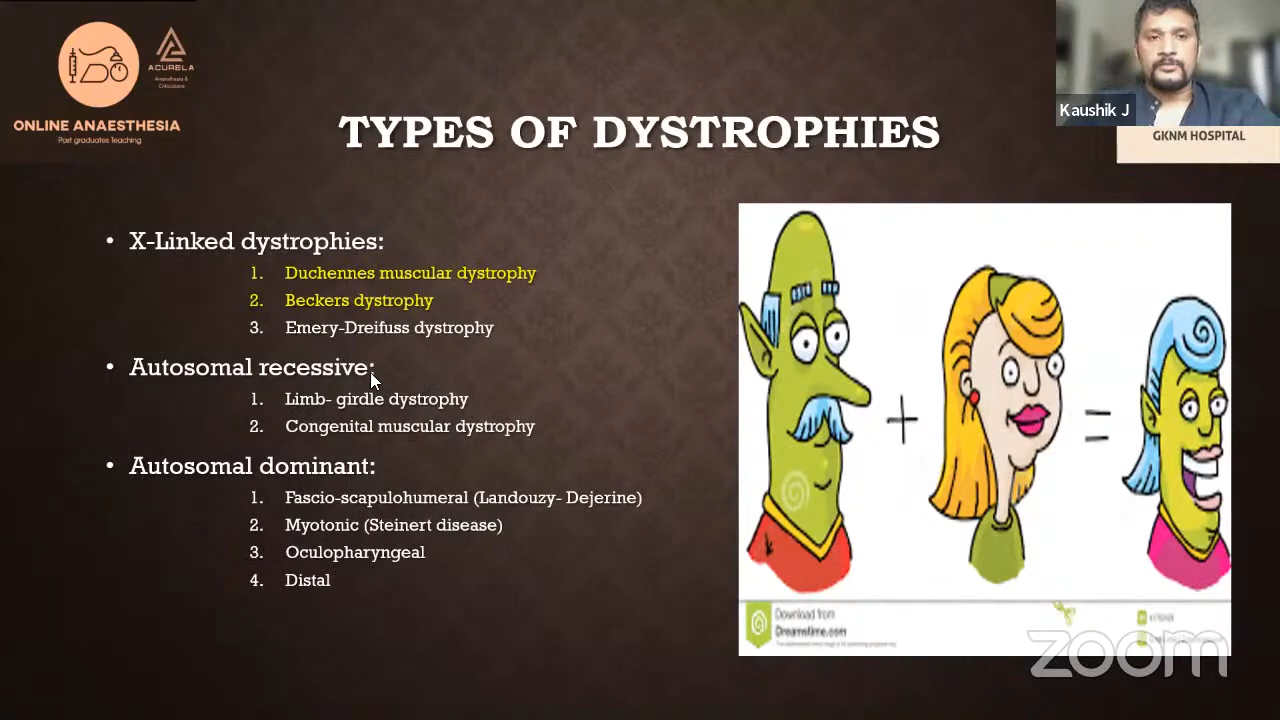 ACURELA
Anaesthesia &
Criticalcare
ONLINE ANAESTHESIA
Post graduates Teaching
Kaushik J
GKNM HOSPITAL
TYPES OF DYSTROPHIES
• X-Linked dystrophies:
1. Duchennes muscular dystrophy
2. Beckers dystrophy
3. Emery-Dreifuss dystrophy
• Autosomal recessive:
1. Limb- girdle dystrophy
2. Congenital muscular dystrophy
• Autosomal dominant:
1. Fascio-scapulohumeral (Landouzy- Dejerine)
2. Myotonic (Steinert disease)
3. Oculopharyngeal
4. Distal
+
=
Download from
Dreamstime.com
zoom